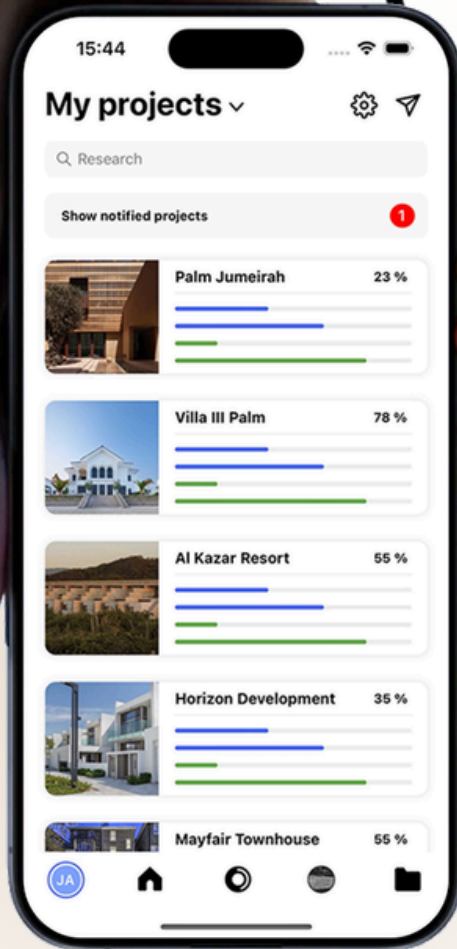 15:44
My projects
Research
Show notified projects
1
Palm Jumeirah 23 %
Villa III Palm 78 %
Al Kazar Resort 55 %
Horizon Development 35 %
Mayfair Townhouse 55 %
JA